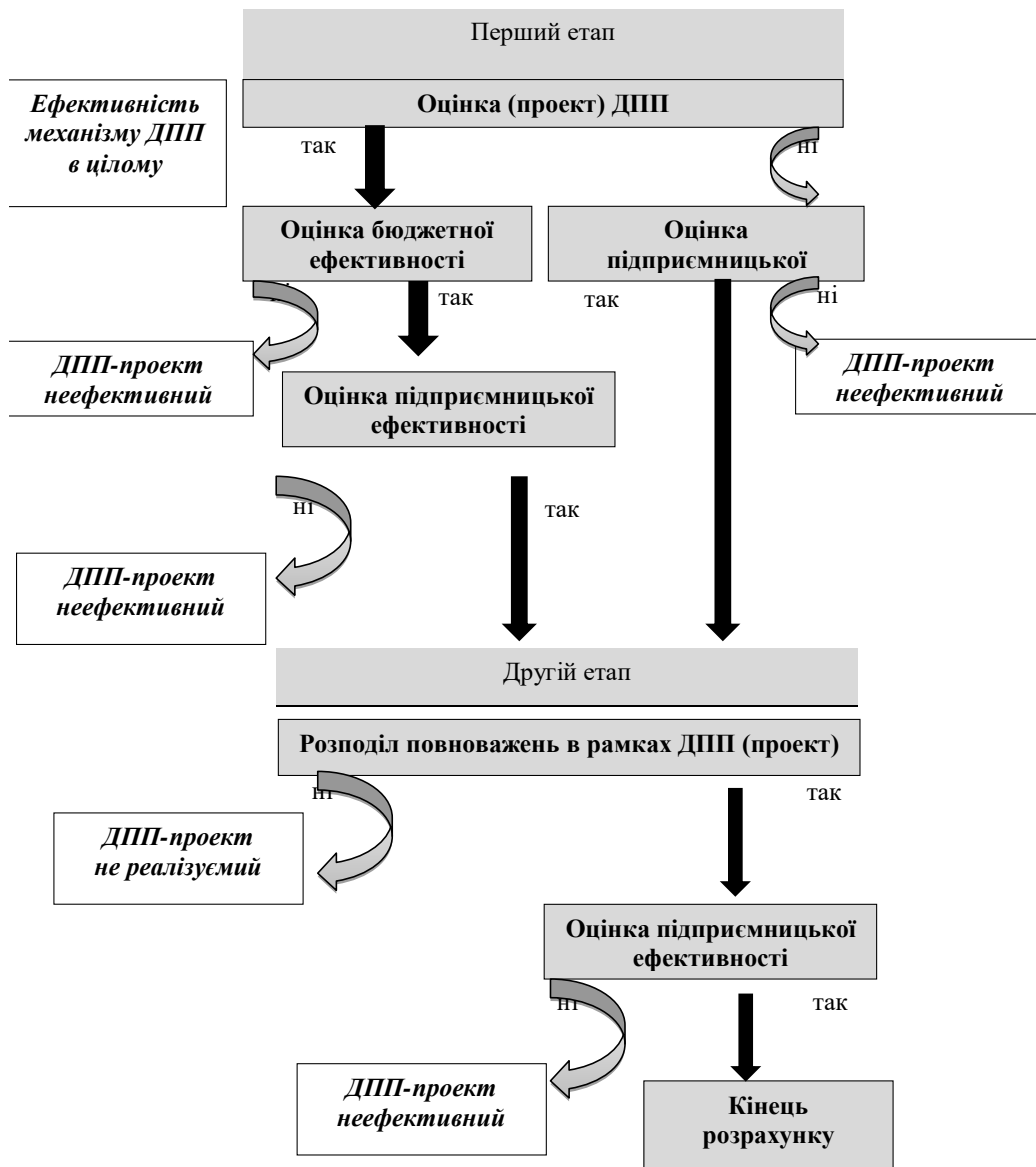 Перший етап
Оцінка (проект) ДПП
Ефективність
механізму ДПП
в цілому
так
ні
Оцінка бюджетної
ефективності
Оцінка
підприємницької
ні
так
так
ні
ДПП-проект
неефективний
ДПП-проект
неефективний
Оцінка підприємницької
ефективності
ні
так
ДПП-проект
неефективний
Другій етап
Розподіл повноважень в рамках ДПП (проект)
ні
так
ДПП-проект
не реалізуємий
Оцінка підприємницької
ефективності
ні
так
ДПП-проект
неефективний
Кінець
розрахунку